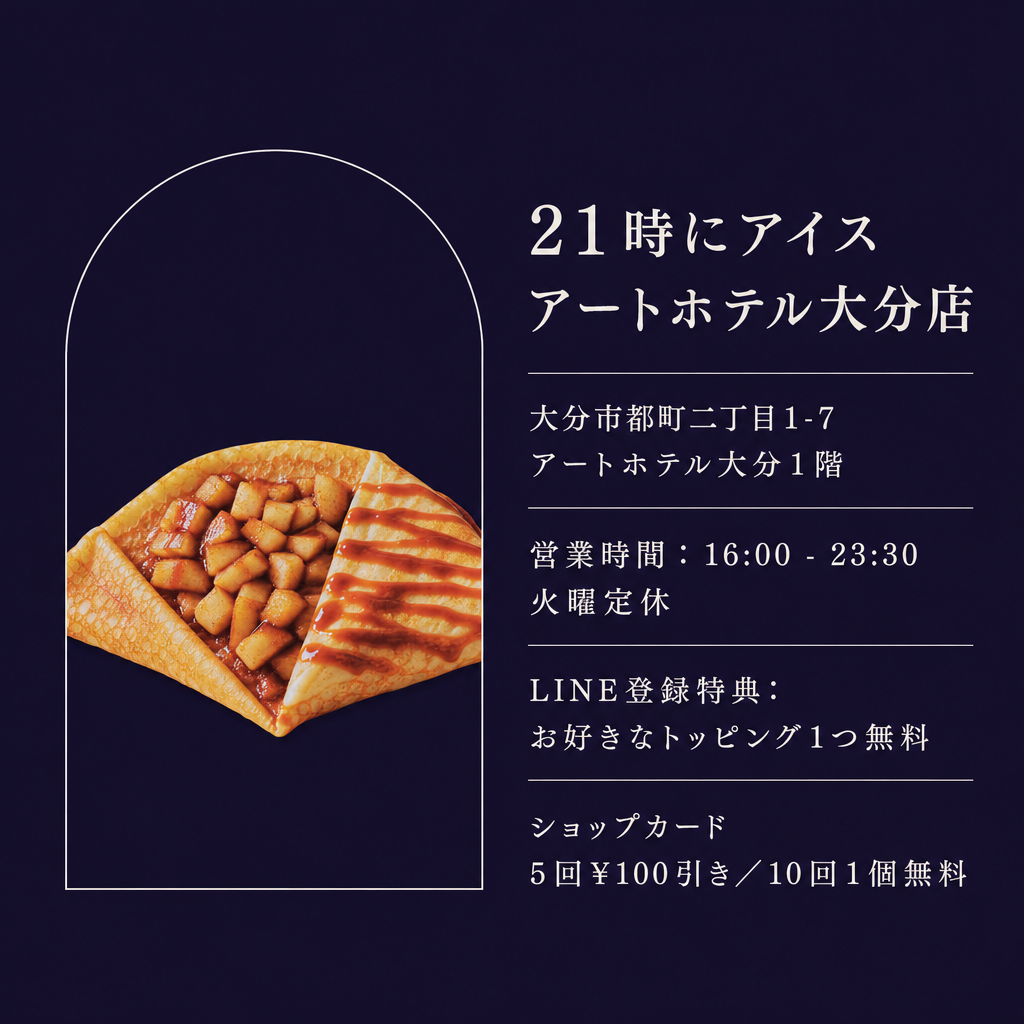 21時にアイス
アートホテル大分店
大分市都町二丁目1-7
アートホテル大分1階
営業時間：16:00 - 23:30
火曜定休
LINE登録特典：
お好きなトッピング1つ無料
ショップカード
5回¥100引き／10回1個無料